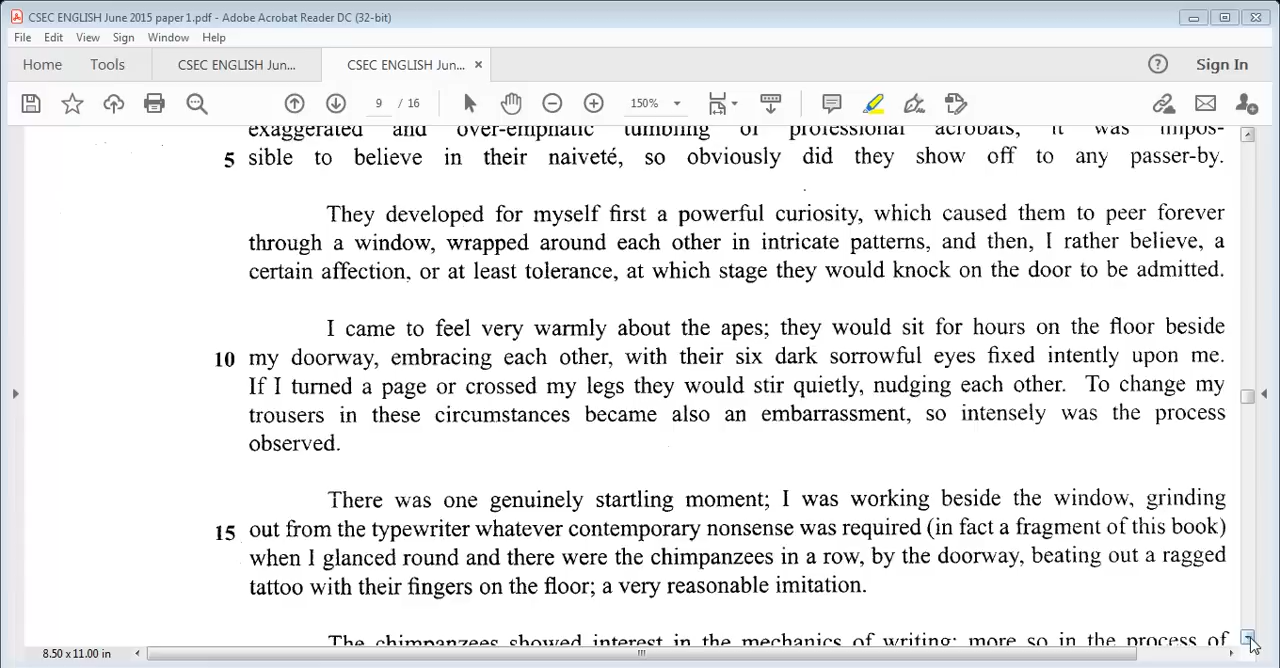 CSEC ENGLISH June 2015 paper 1.pdf - Adobe Acrobat Reader DC (32-bit)
File Edit View Sign Window Help
Home Tools CSEC ENGLISH Jun... CSEC ENGLISH Jun... × Sign In
9 / 16 150%
exaggerated and over-emphatic tumbling of professional acrobats, it was impos-
5 sible to believe in their naiveté, so obviously did they show off to any passer-by.
They developed for myself first a powerful curiosity, which caused them to peer forever
through a window, wrapped around each other in intricate patterns, and then, I rather believe, a
certain affection, or at least tolerance, at which stage they would knock on the door to be admitted.
I came to feel very warmly about the apes; they would sit for hours on the floor beside
10 my doorway, embracing each other, with their six dark sorrowful eyes fixed intently upon me.
If I turned a page or crossed my legs they would stir quietly, nudging each other. To change my
trousers in these circumstances became also an embarrassment, so intensely was the process
observed.
There was one genuinely startling moment; I was working beside the window, grinding
15 out from the typewriter whatever contemporary nonsense was required (in fact a fragment of this book)
when I glanced round and there were the chimpanzees in a row, by the doorway, beating out a ragged
tattoo with their fingers on the floor; a very reasonable imitation.
The chimpanzees showed interest in the mechanics of writing; more so in the process of
8.50 x 11.00 in